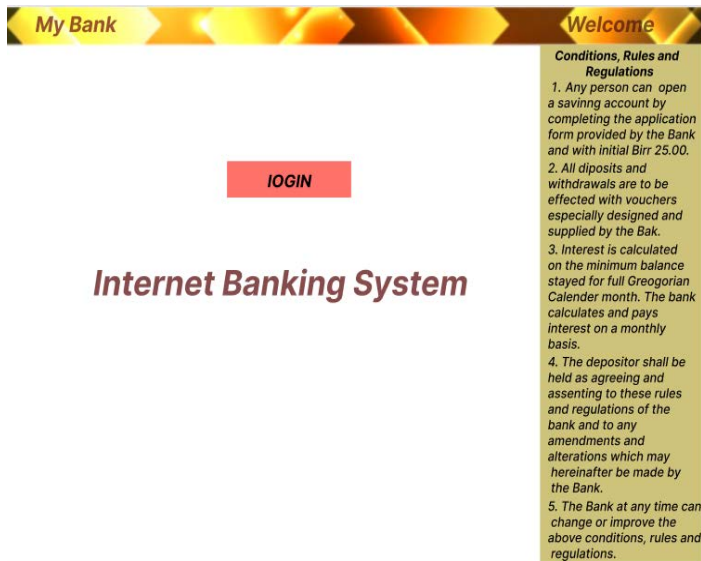 My Bank
Welcome
IOGIN
Internet Banking System
Conditions, Rules and
Regulations
1. Any person can open
a savinng account by
completing the application
form provided by the Bank
and with initial Birr 25.00.
2. All diposits and
withdrawals are to be
effected with vouchers
especially designed and
supplied by the Bak.
3. Interest is calculated
on the minimum balance
stayed for full Greogorian
Calender month. The bank
calculates and pays
interest on a monthly
basis.
4. The depositor shall be
held as agreeing and
assenting to these rules
and regulations of the
bank and to any
amendments and
alterations which may
hereinafter be made by
the Bank.
5. The Bank at any time can
change or improve the
above conditions, rules and
regulations.